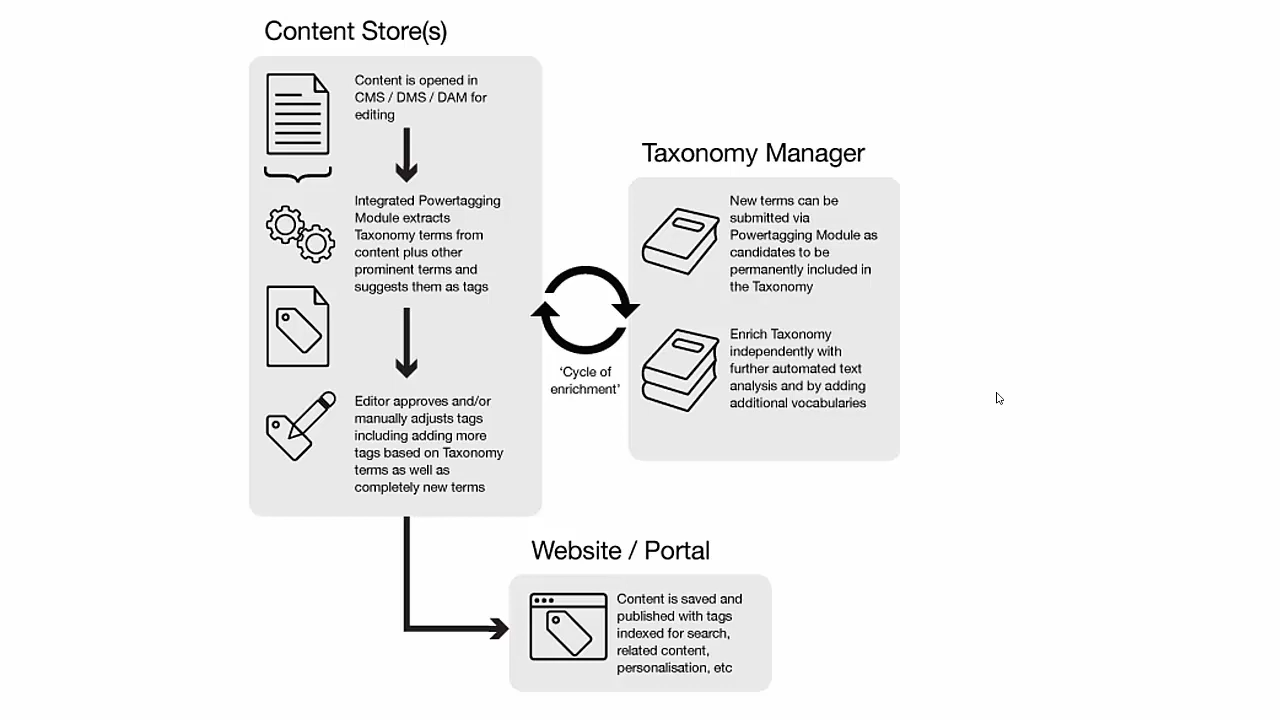 Content Store(s)
Content is opened in
CMS / DMS / DAM for
editing
Integrated Powertagging
Module extracts
Taxonomy terms from
content plus other
prominent terms and
suggests them as tags
Editor approves and/or
manually adjusts tags
including adding more
tags based on Taxonomy
terms as well as
completely new terms
‘Cycle of
enrichment’
Taxonomy Manager
New terms can be
submitted via
Powertagging Module as
candidates to be
permanently included in
the Taxonomy
Enrich Taxonomy
independently with
further automated text
analysis and by adding
additional vocabularies
Website / Portal
Content is saved and
published with tags
indexed for search,
related content,
personalisation, etc